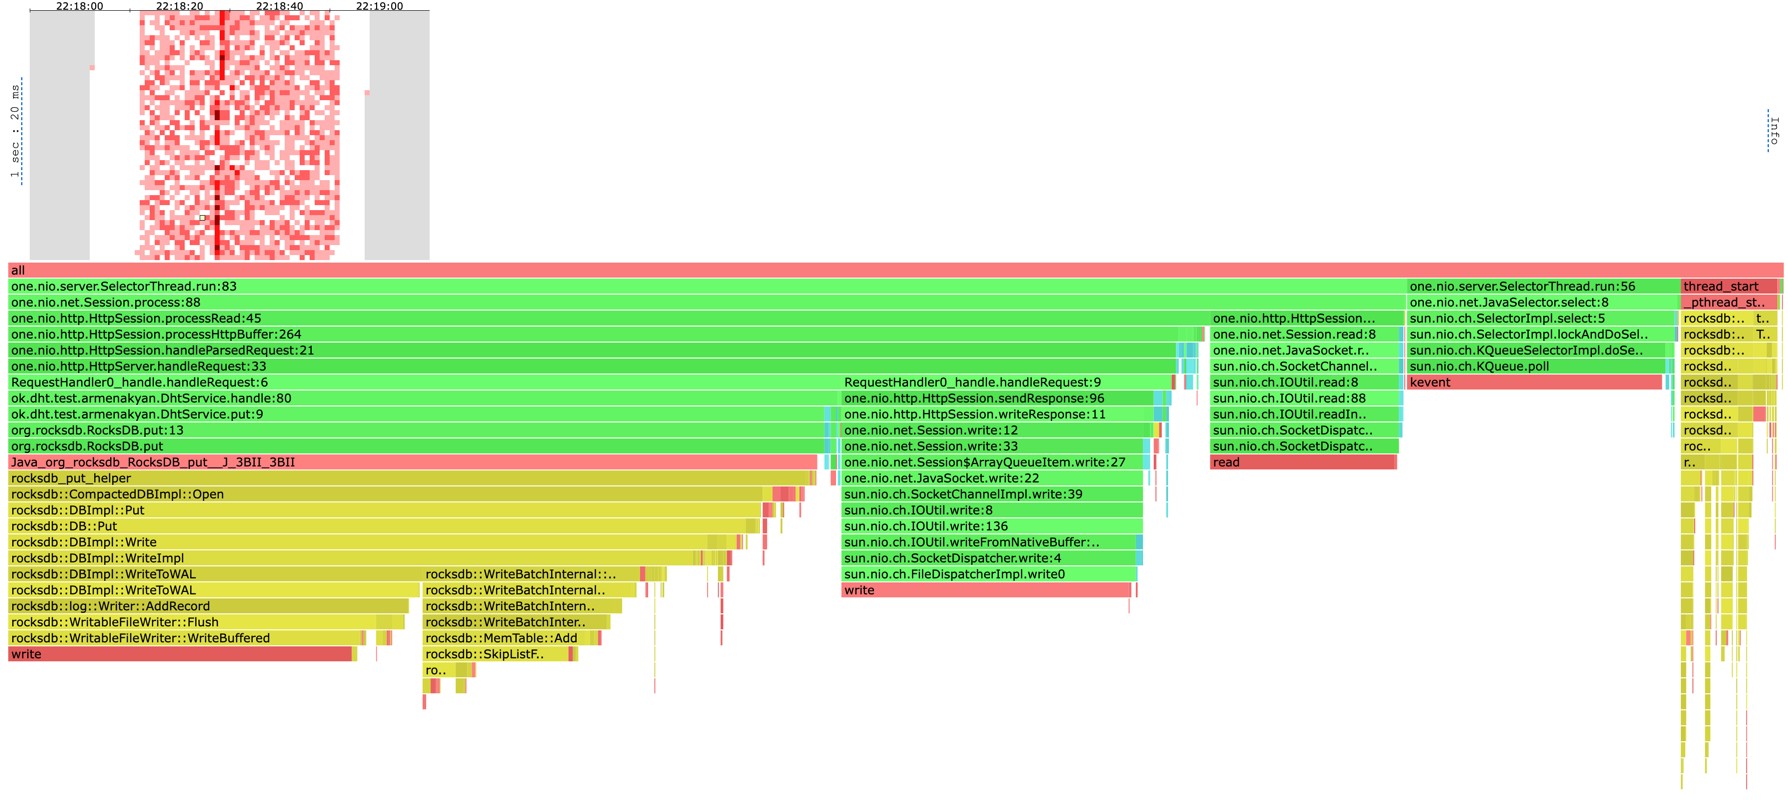 22:18:00 22:18:20 22:18:40 22:19:00
1 sec : 20 ms
Info
all
one.nio.server.SelectorThread.run:83 one.nio.server.SelectorThread.run:56 thread_start
one.nio.net.Session.process:88 one.nio.net.JavaSelector.select:8 _pthread_st..
one.nio.http.HttpSession.processRead:45 one.nio.http.HttpSession... sun.nio.ch.SelectorImpl.select:5 rocksdb:.. t..
one.nio.http.HttpSession.processHttpBuffer:264 one.nio.net.Session.read:8 sun.nio.ch.SelectorImpl.lockAndDoSel.. rocksdb:.. T..
one.nio.http.HttpSession.handleParsedRequest:21 one.nio.net.JavaSocket.r.. sun.nio.ch.KQueueSelectorImpl.doSe.. rocksdb:..
one.nio.http.HttpServer.handleRequest:33 sun.nio.ch.SocketChannel.. sun.nio.ch.KQueue.poll rocksd..
RequestHandler0_handle.handleRequest:6 RequestHandler0_handle.handleRequest:9 sun.nio.ch.IOUtil.read:8 kevent rocksd..
ok.dht.test.armenakyan.DhtService.handle:80 one.nio.http.HttpSession.sendResponse:96 sun.nio.ch.IOUtil.read:88 rocksd..
ok.dht.test.armenakyan.DhtService.put:9 one.nio.http.HttpSession.writeResponse:11 sun.nio.ch.IOUtil.readIn.. rocksd..
org.rocksdb.RocksDB.put:13 one.nio.net.Session.write:12 sun.nio.ch.SocketDispatc.. rocksd..
org.rocksdb.RocksDB.put one.nio.net.Session.write:33 sun.nio.ch.SocketDispatc.. roc..
Java_org_rocksdb_RocksDB_put__J_3BII_3BII one.nio.net.Session$ArrayQueueItem.write:27 read r..
rocksdb_put_helper one.nio.net.JavaSocket.write:22
rocksdb::CompactedDBImpl::Open sun.nio.ch.SocketChannelImpl.write:39
rocksdb::DBImpl::Put sun.nio.ch.IOUtil.write:8
rocksdb::DB::Put sun.nio.ch.IOUtil.write:136
rocksdb::DBImpl::Write sun.nio.ch.IOUtil.writeFromNativeBuffer:..
rocksdb::DBImpl::WriteImpl sun.nio.ch.SocketDispatcher.write:4
rocksdb::DBImpl::WriteToWAL rocksdb::WriteBatchInternal::.. sun.nio.ch.FileDispatcherImpl.write0
rocksdb::DBImpl::WriteToWAL rocksdb::WriteBatchInternal.. write
rocksdb::log::Writer::AddRecord rocksdb::WriteBatchIntern..
rocksdb::WritableFileWriter::Flush rocksdb::WriteBatchInter..
rocksdb::WritableFileWriter::WriteBuffered rocksdb::MemTable::Add
write rocksdb::SkipListF..
ro..